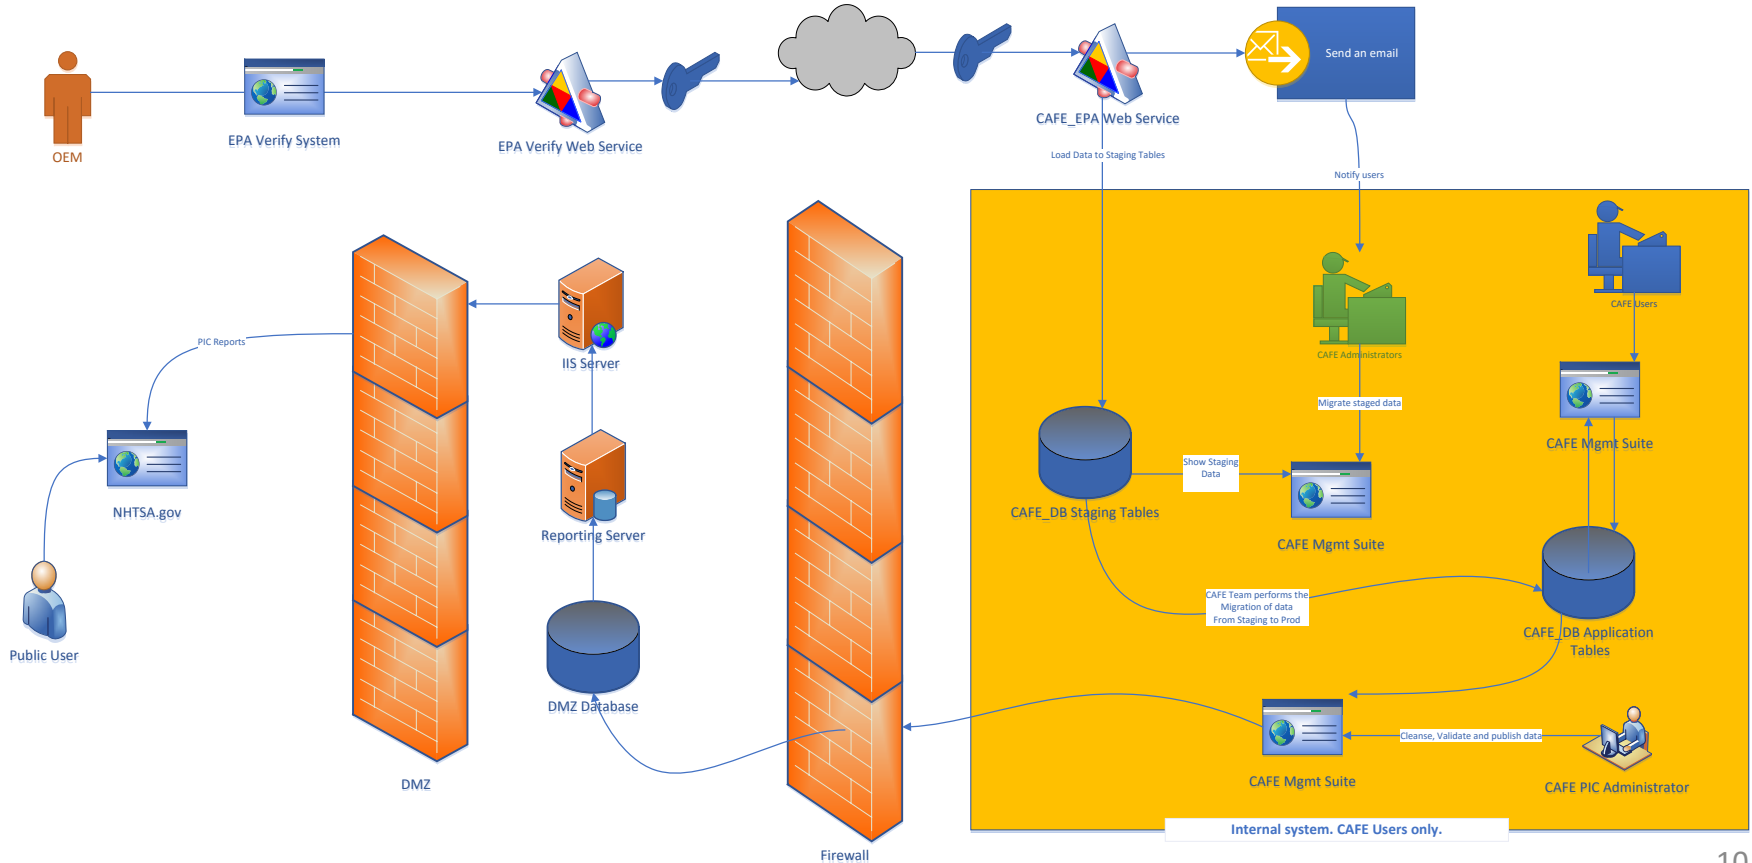 Send an email
OEM
EPA Verify System
EPA Verify Web Service
CAFE_EPA Web Service
Load Data to Staging Tables
Notify users
CAFE Users
CAFE Administrators
PIC Reports
IIS Server
Migrate staged data
CAFE Mgmt Suite
Show Staging
Data
NHTSA.gov
CAFE_DB Staging Tables
Reporting Server
CAFE Mgmt Suite
CAFE Team performs the
Migration of data
From Staging to Prod
CAFE_DB Application
Tables
Public User
DMZ Database
Cleanse, Validate and publish data
CAFE Mgmt Suite
CAFE PIC Administrator
DMZ
Internal system. CAFE Users only.
Firewall
10